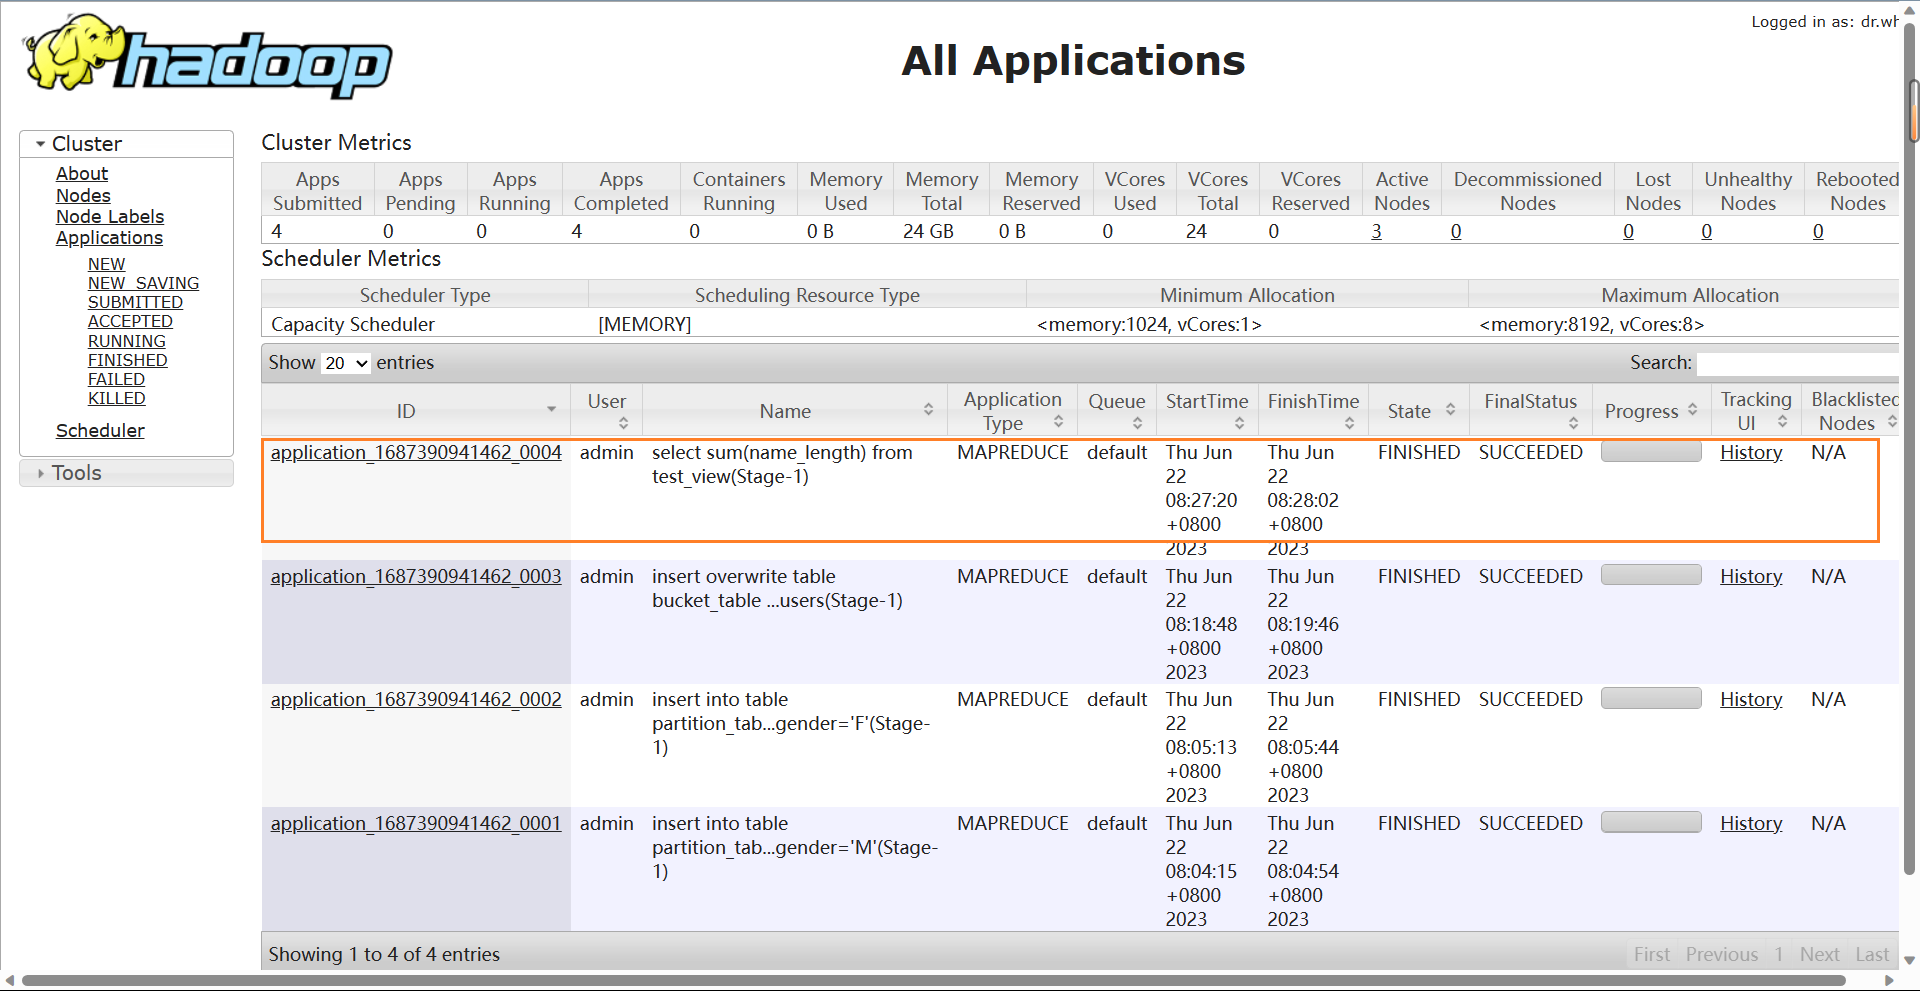 Logged in as: dr.wh
hadoop
All Applications
Cluster
About
Nodes
Node Labels
Applications
NEW
NEW_SAVING
SUBMITTED
ACCEPTED
RUNNING
FINISHED
FAILED
KILLED
Scheduler
Tools
Cluster Metrics
Apps Submitted Apps Pending Apps Running Apps Completed Containers Running Memory Used Memory Total Memory Reserved VCores Used VCores Total VCores Reserved Active Nodes Decommissioned Nodes Lost Nodes Unhealthy Nodes Rebooted Nodes
4 0 0 4 0 0 B 24 GB 0 B 0 24 0 3 0 0 0 0
Scheduler Metrics
Scheduler Type Scheduling Resource Type Minimum Allocation Maximum Allocation
Capacity Scheduler [MEMORY] <memory:1024, vCores:1> <memory:8192, vCores:8>
Show 20 entries Search:
ID User Name Application Type Queue StartTime FinishTime State FinalStatus Progress Tracking UI Blacklisted Nodes
application_1687390941462_0004 admin select sum(name_length) from MAPREDUCE default Thu Jun Thu Jun FINISHED SUCCEEDED History N/A
test_view(Stage-1) 22 22
08:27:20 08:28:02
+0800 +0800
2023 2023
application_1687390941462_0003 admin insert overwrite table MAPREDUCE default Thu Jun Thu Jun FINISHED SUCCEEDED History N/A
bucket_table ...users(Stage-1) 22 22
08:18:48 08:19:46
+0800 +0800
2023 2023
application_1687390941462_0002 admin insert into table MAPREDUCE default Thu Jun Thu Jun FINISHED SUCCEEDED History N/A
partition_tab...gender='F'(Stage- 22 22
1) 08:05:13 08:05:44
+0800 +0800
2023 2023
application_1687390941462_0001 admin insert into table MAPREDUCE default Thu Jun Thu Jun FINISHED SUCCEEDED History N/A
partition_tab...gender='M'(Stage- 22 22
1) 08:04:15 08:04:54
+0800 +0800
2023 2023
Showing 1 to 4 of 4 entries First Previous 1 Next Last